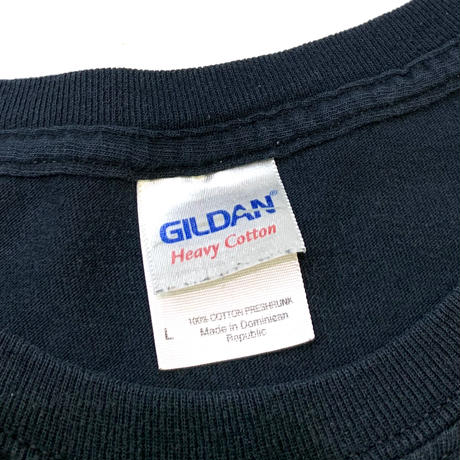 GILDAN®
Heavy Cotton
100% COTTON PRESHRUNK
L Made in Dominican
Republic